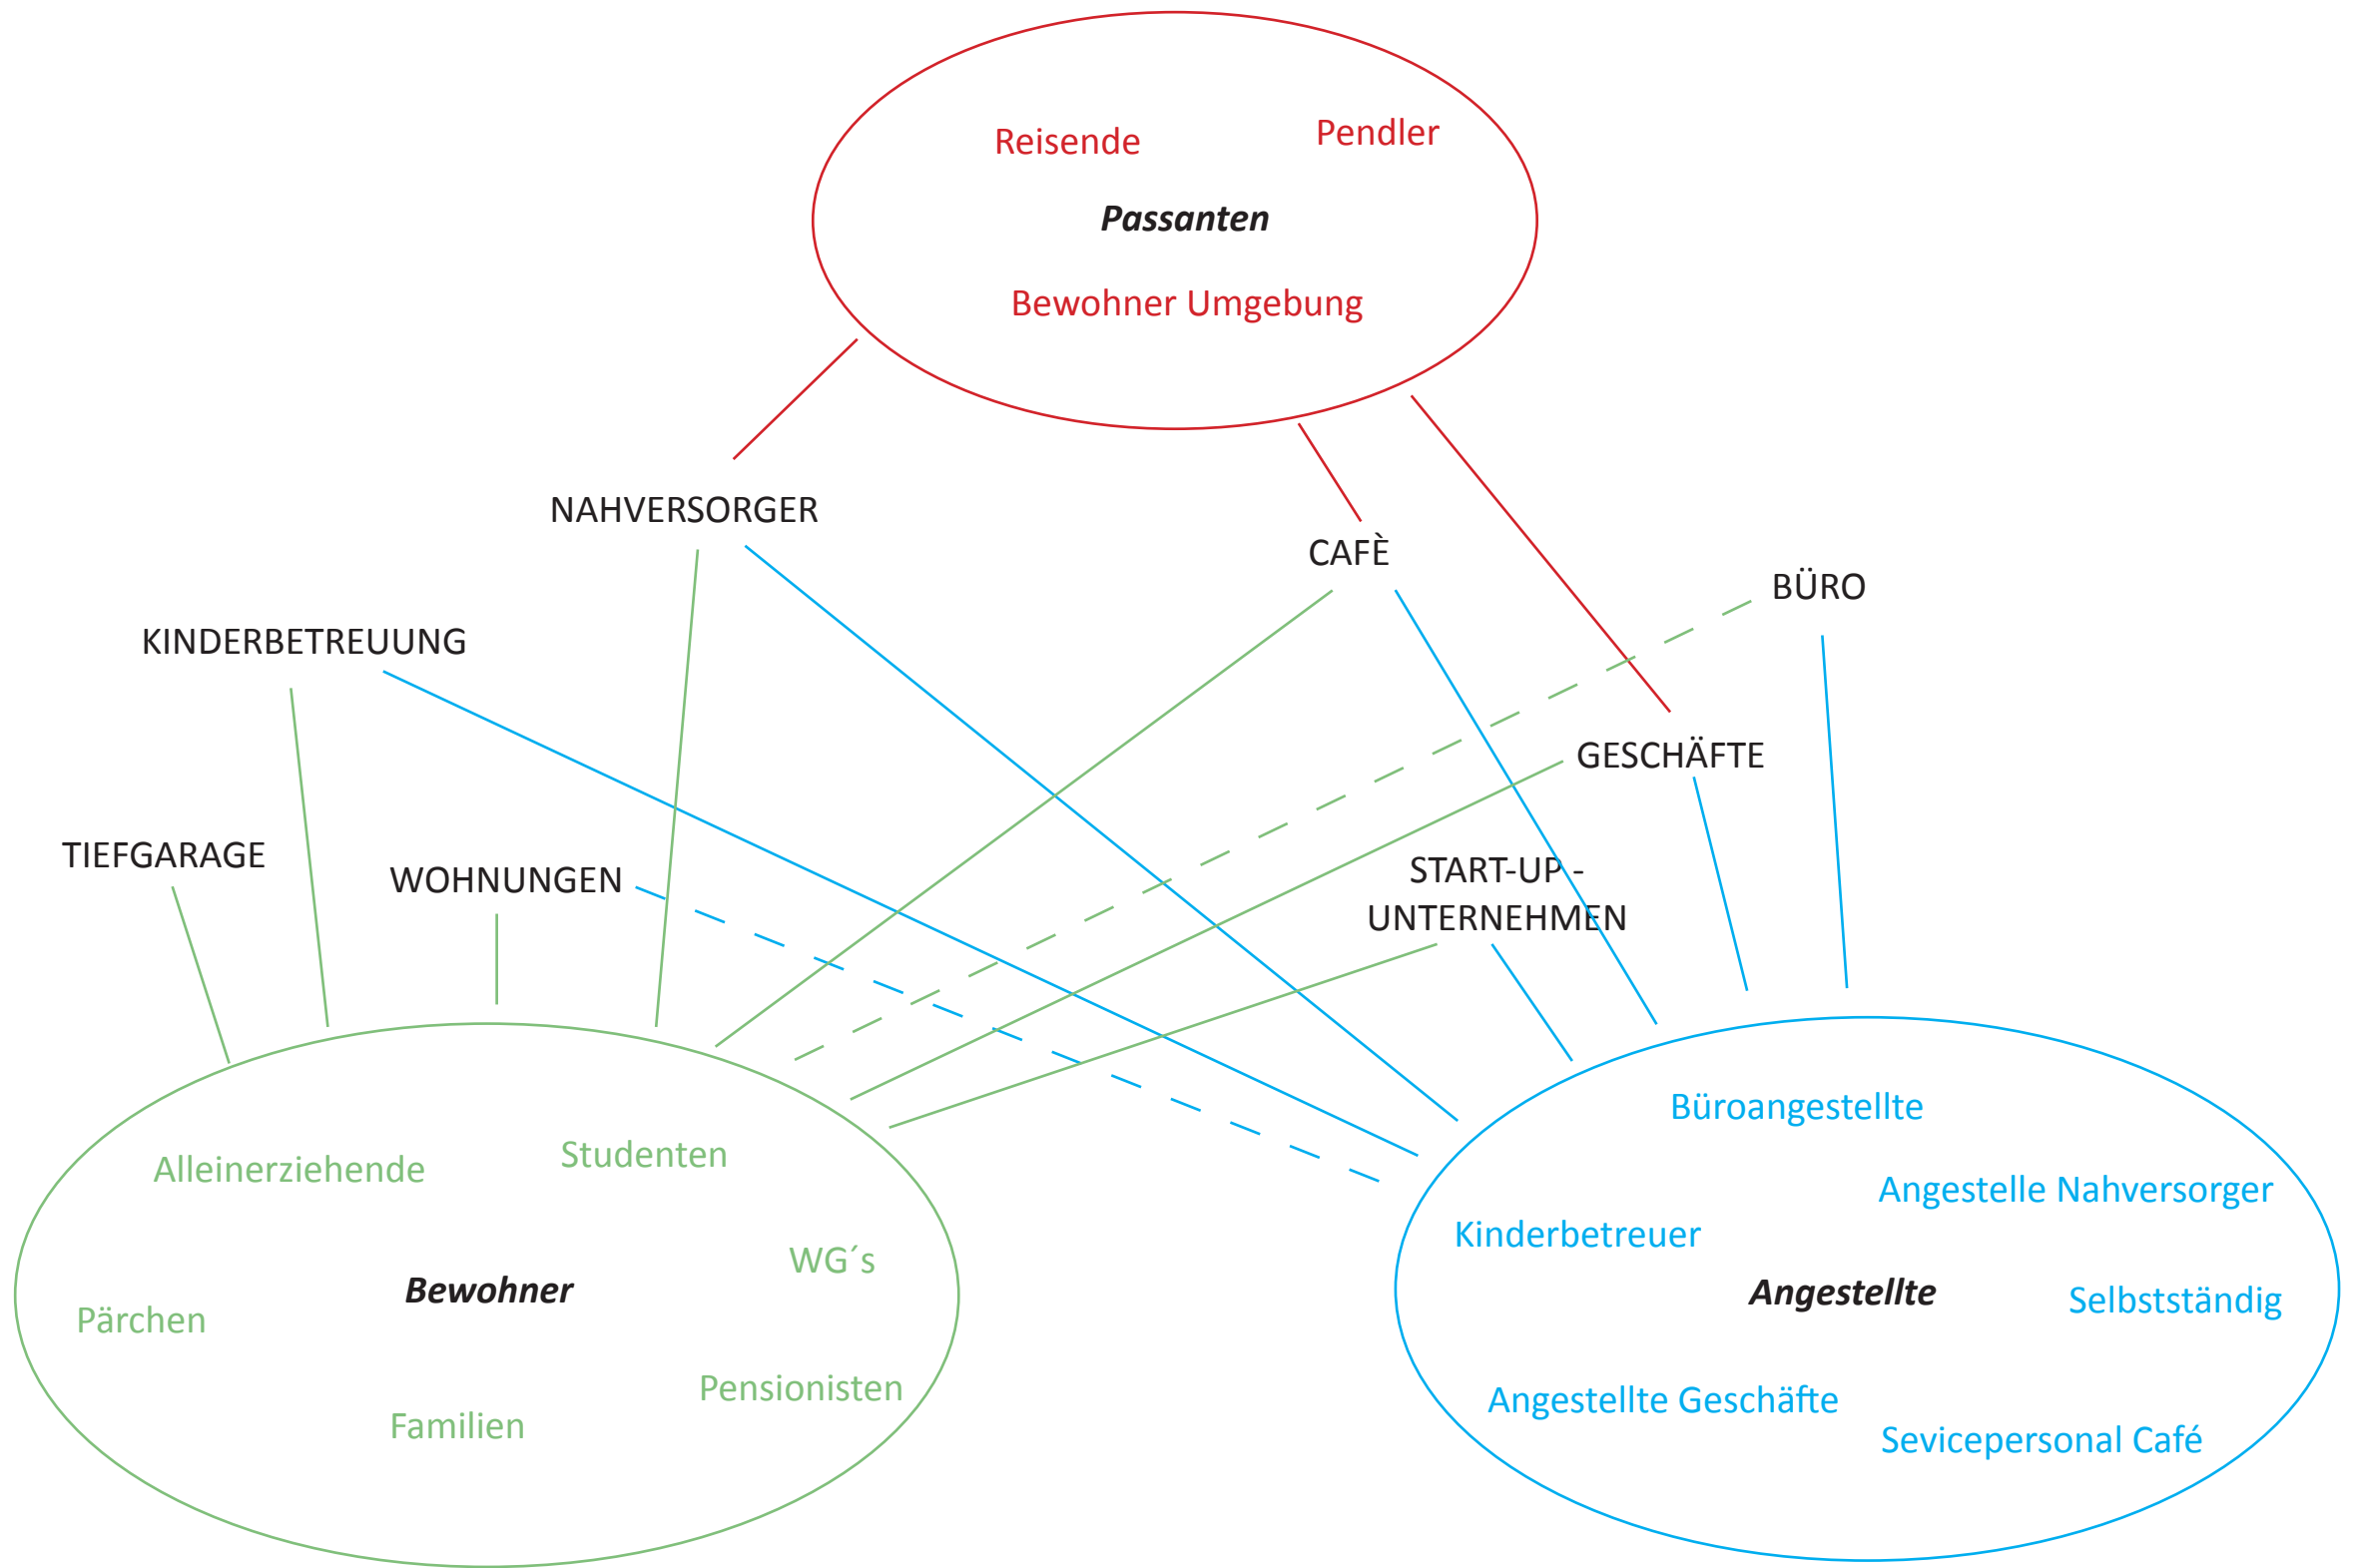 Reisende
Pendler
Passanten
Bewohner Umgebung
NAHVERSORGER
CAFÈ
BÜRO
KINDERBETREUUNG
GESCHÄFTE
TIEFGARAGE
WOHNUNGEN
START-UP -
UNTERNEHMEN
Alleinerziehende
Studenten
WG´s
Bewohner
Pärchen
Pensionisten
Familien
Büroangestellte
Angestelle Nahversorger
Kinderbetreuer
Angestellte
Selbstständig
Angestellte Geschäfte
Sevicepersonal Café